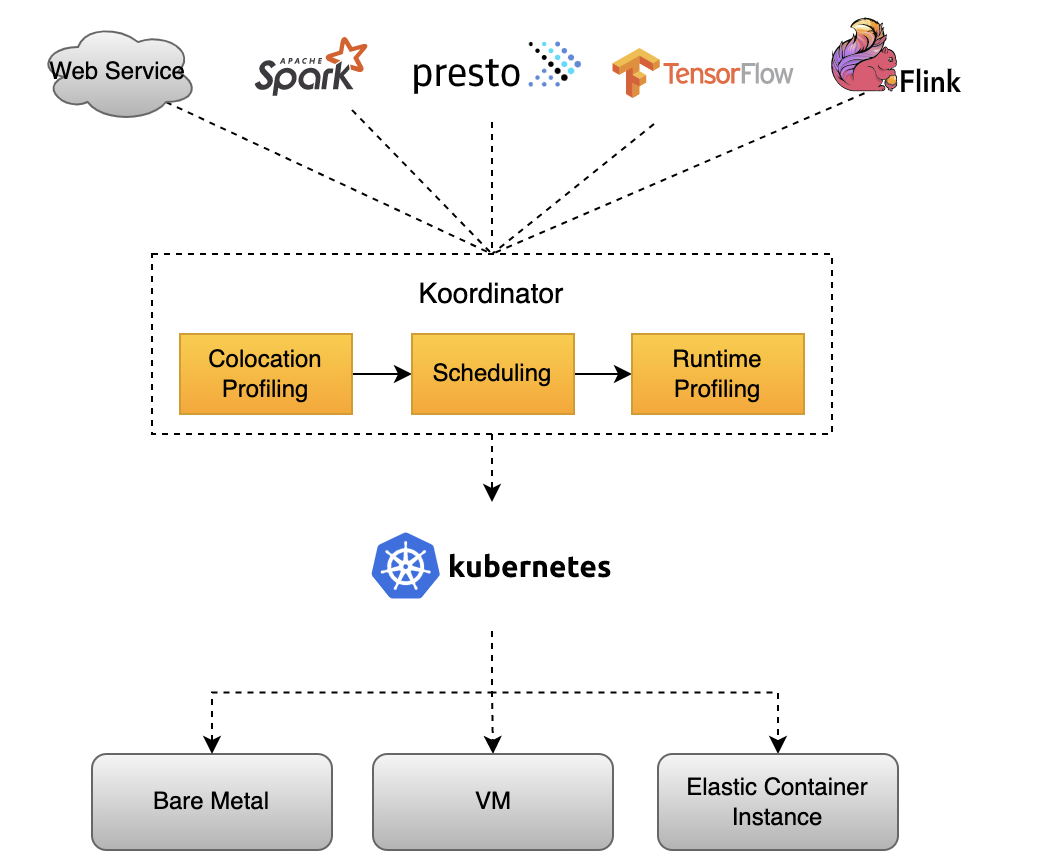 Web Service
APACHE
Spark
presto
TensorFlow
Flink
Koordinator
Colocation
Profiling
Scheduling
Runtime
Profiling
kubernetes
Bare Metal
VM
Elastic Container
Instance